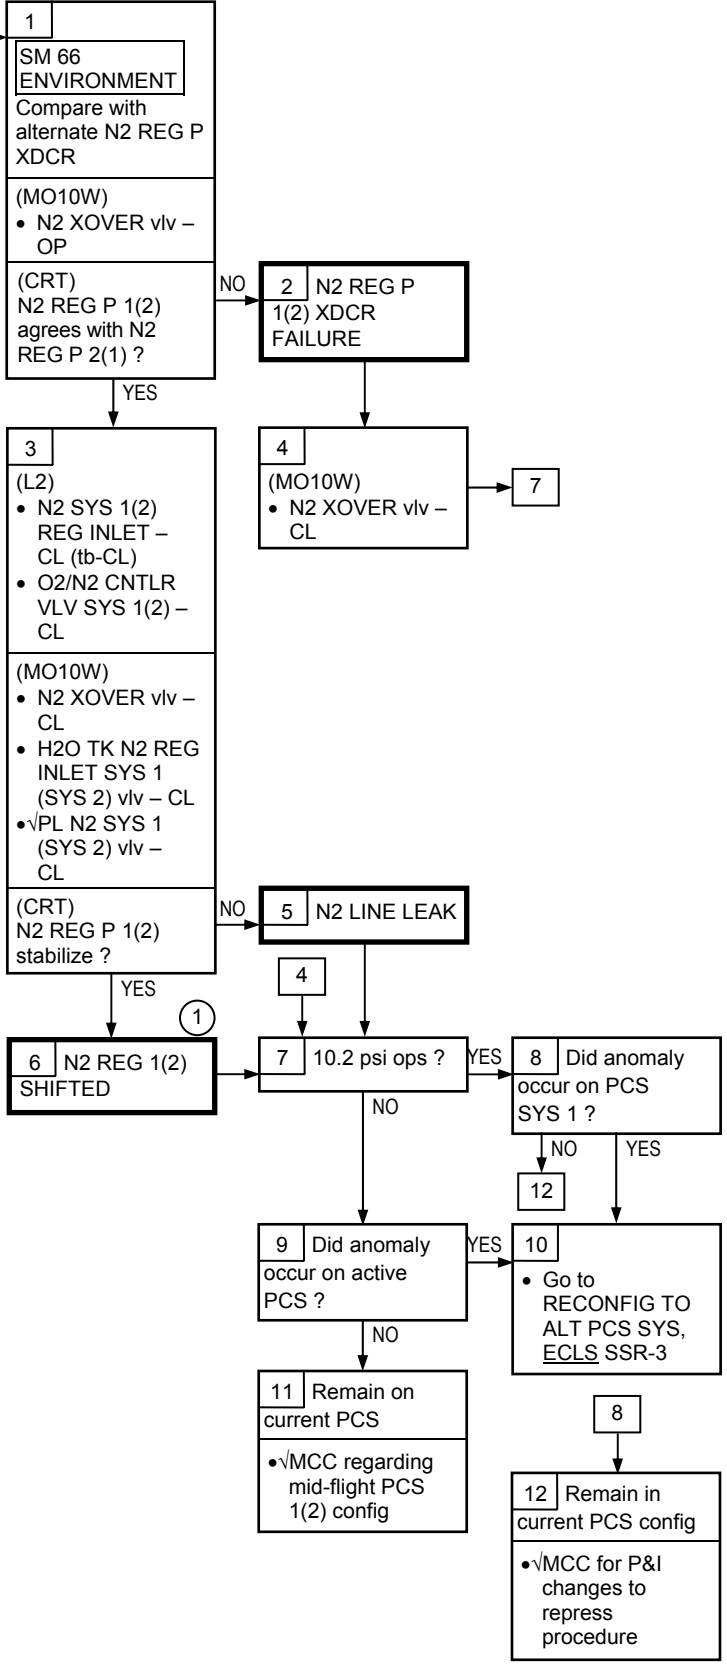 1
SM 66
ENVIRONMENT
Compare with
alternate N2 REG P
XDCR
(MO10W)
• N2 XOVER vlv –
OP
(CRT)
N2 REG P 1(2)
agrees with N2
REG P 2(1) ?
NO
YES
2 N2 REG P
1(2) XDCR
FAILURE
3
(L2)
• N2 SYS 1(2)
REG INLET –
CL (tb-CL)
• O2/N2 CNTLR
VLV SYS 1(2) –
CL
(MO10W)
• N2 XOVER vlv –
CL
• H2O TK N2 REG
INLET SYS 1
(SYS 2) vlv – CL
•√PL N2 SYS 1
(SYS 2) vlv –
CL
(CRT)
N2 REG P 1(2)
stabilize ?
NO
YES
4
(MO10W)
• N2 XOVER vlv –
CL
7
5 N2 LINE LEAK
4
1
6 N2 REG 1(2)
SHIFTED
7 10.2 psi ops ?
YES
NO
8 Did anomaly
occur on PCS
SYS 1 ?
NO
YES
12
9 Did anomaly
occur on active
PCS ?
YES
NO
10
• Go to
RECONFIG TO
ALT PCS SYS,
ECLS SSR-3
11 Remain on
current PCS
•√MCC regarding
mid-flight PCS
1(2) config
8
12 Remain in
current PCS config
•√MCC for P&I
changes to
repress
procedure